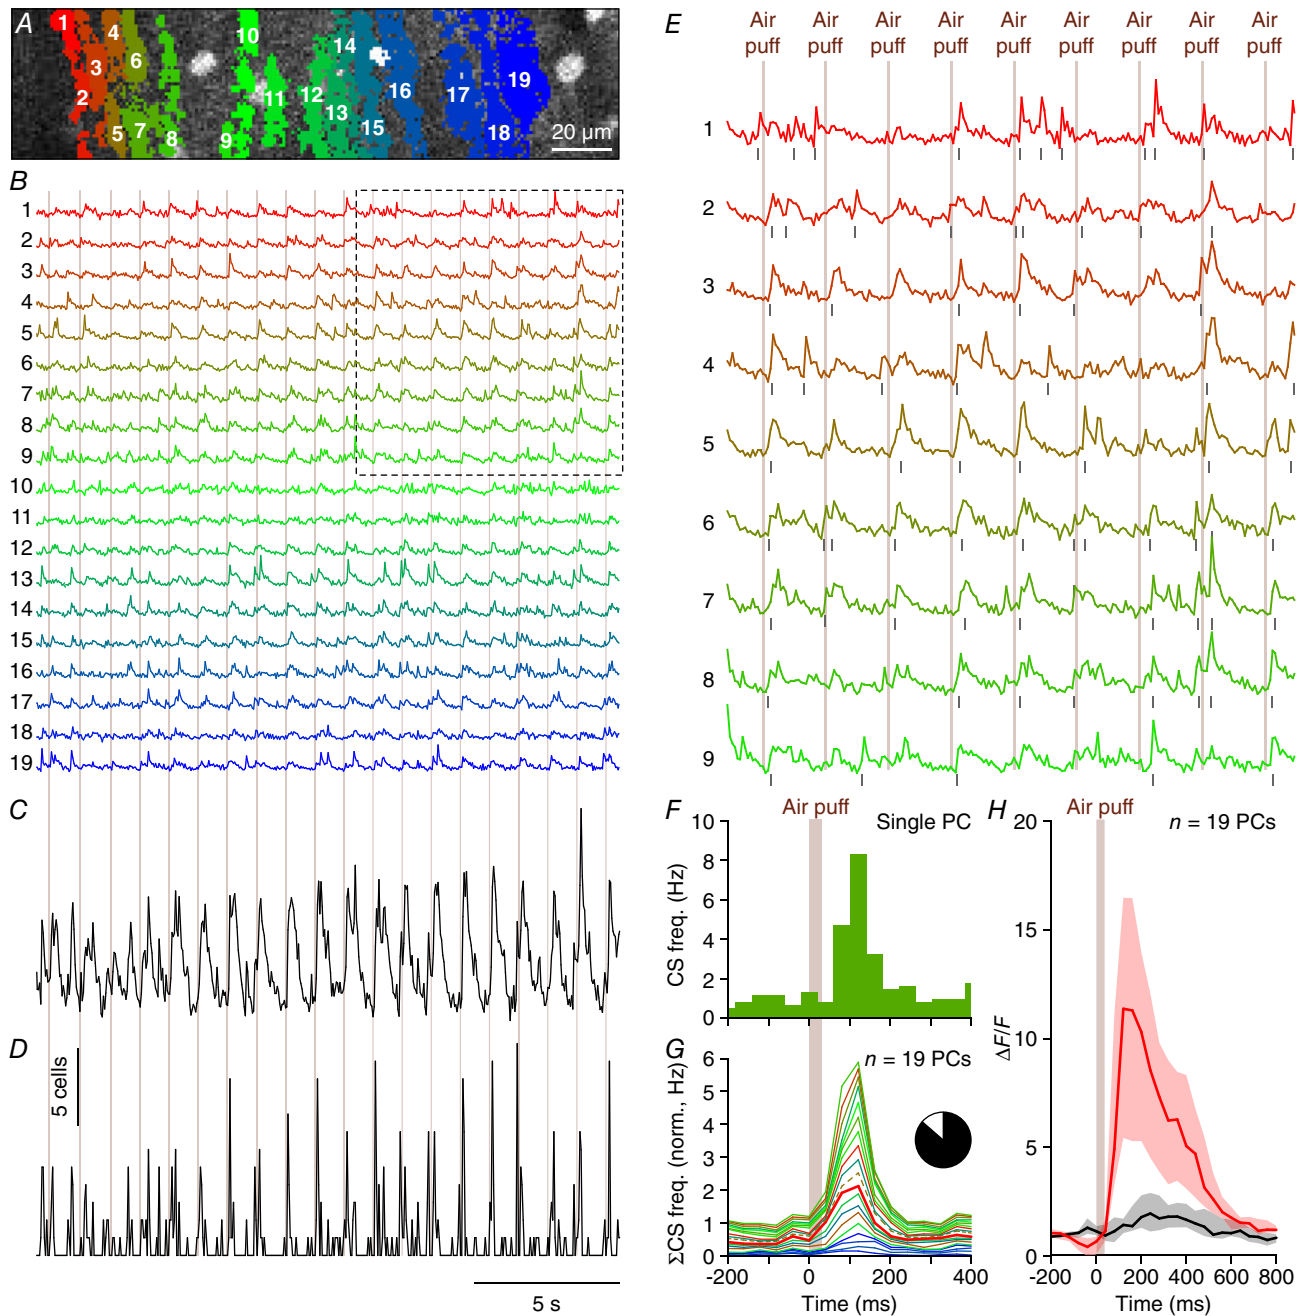 A
1
2
3
4
5
6
7
8
9
10
11
12
13
14
15
16
17
18
19
20 µm
B
1
2
3
4
5
6
7
8
9
10
11
12
13
14
15
16
17
18
19
C
D
5 cells
5 s
E
Air puff
Air puff
Air puff
Air puff
Air puff
Air puff
Air puff
Air puff
Air puff
1
2
3
4
5
6
7
8
9
F
Air puff
Single PC
CS freq. (Hz)
10
8
6
4
2
0
G
n = 19 PCs
ΣCS freq. (norm., Hz)
6
5
4
3
2
1
0
-200
0
200
400
Time (ms)
H
Air puff
n = 19 PCs
ΔF/F
20
15
10
5
0
-200
0
200
400
600
800
Time (ms)